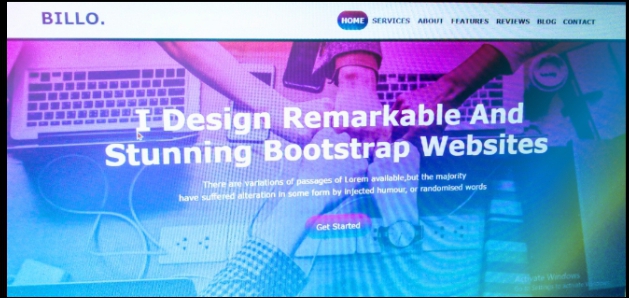 BILLO.
HOME SERVICES ABOUT FEATURES REVIEWS BLOG CONTACT
I Design Remarkable And
Stunning Bootstrap Websites
There are variations of passages of Lorem available,but the majority
have suffered alteration in some form by injected humour, or randomised words
Get Started
Activate Windows